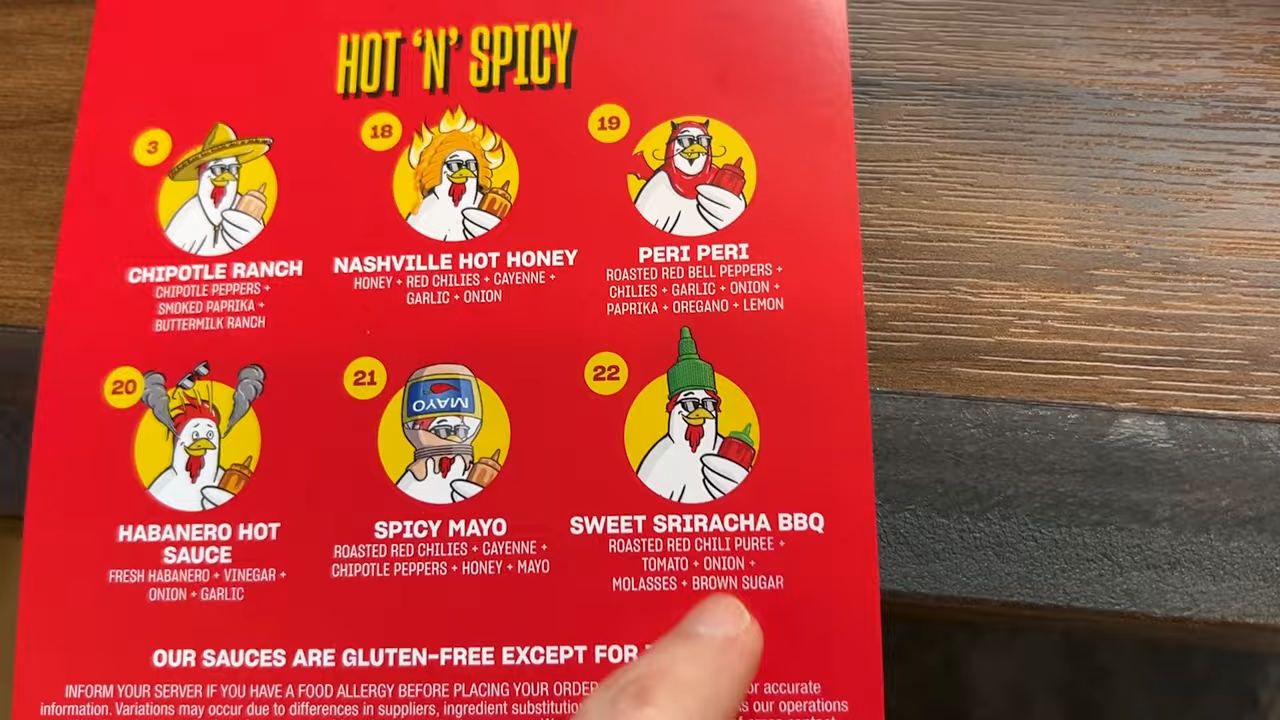 HOT 'N' SPICY
3
18
19
CHIPOTLE RANCH
CHIPOTLE PEPPERS +
SMOKED PAPRIKA +
BUTTERMILK RANCH
NASHVILLE HOT HONEY
HONEY + RED CHILIES + CAYENNE +
GARLIC + ONION
PERI PERI
ROASTED RED BELL PEPPERS +
CHILIES + GARLIC + ONION +
PAPRIKA + OREGANO + LEMON
20
21
22
MAYO
HABANERO HOT
SAUCE
FRESH HABANERO + VINEGAR +
ONION + GARLIC
SPICY MAYO
ROASTED RED CHILIES + CAYENNE +
CHIPOTLE PEPPERS + HONEY + MAYO
SWEET SRIRACHA BBQ
ROASTED RED CHILI PUREE +
TOMATO + ONION +
MOLASSES + BROWN SUGAR
OUR SAUCES ARE GLUTEN-FREE EXCEPT FOR
INFORM YOUR SERVER IF YOU HAVE A FOOD ALLERGY BEFORE PLACING YOUR ORDER or accurate
information. Variations may occur due to differences in suppliers, ingredient our operations